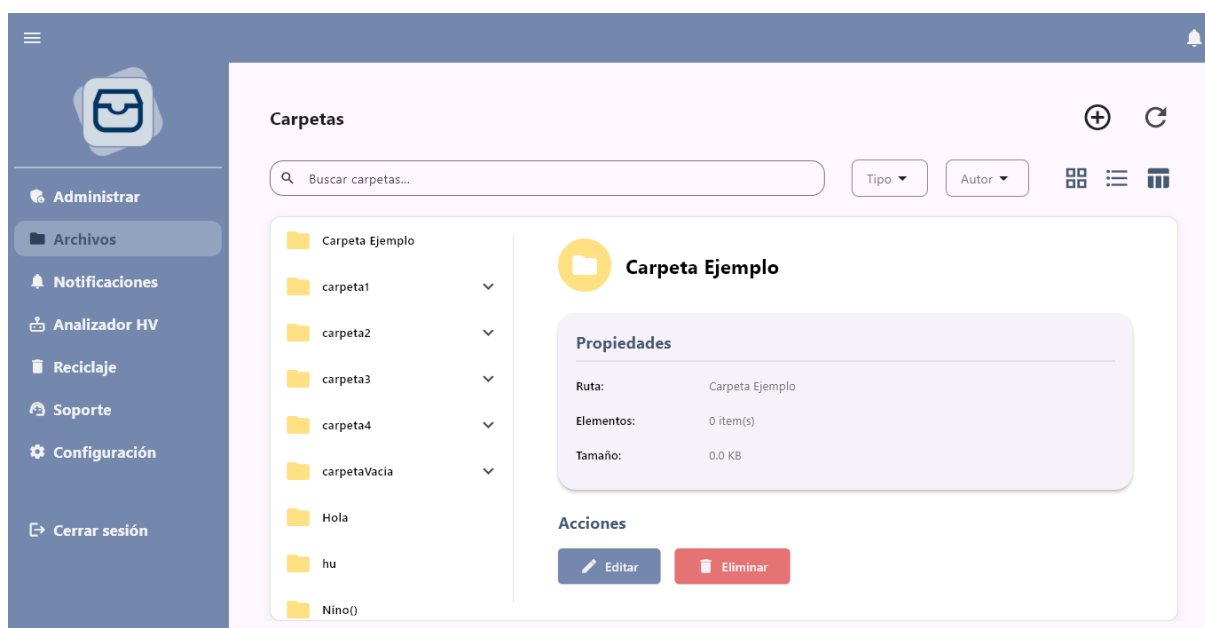 Carpetas
Buscar carpetas...
Tipo
Autor
Administrar
Archivos
Notificaciones
Analizador HV
Reciclaje
Soporte
Configuración
Cerrar sesión
Carpeta Ejemplo
carpeta1
carpeta2
carpeta3
carpeta4
carpetaVacia
Hola
hu
Nino()
Carpeta Ejemplo
Propiedades
Ruta: Carpeta Ejemplo
Elementos: 0 item(s)
Tamaño: 0.0 KB
Acciones
Editar
Eliminar